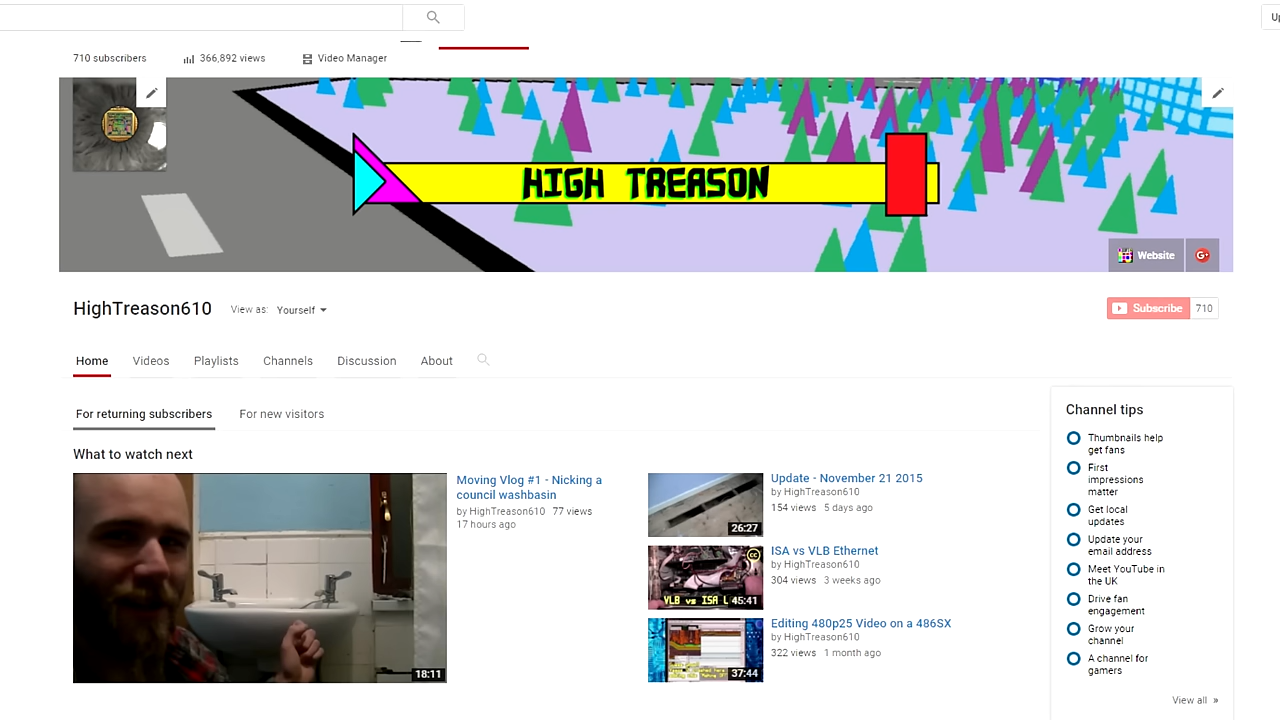 Up
710 subscribers
366,892 views
Video Manager
HIGH TREASON
Website
G+
HighTreason610
View as: Yourself
Subscribe 710
Home
Videos
Playlists
Channels
Discussion
About
For returning subscribers
For new visitors
What to watch next
18:11
Moving Vlog #1 - Nicking a
council washbasin
by HighTreason610 77 views
17 hours ago
26:27
Update - November 21 2015
by HighTreason610
154 views 5 days ago
CC
VLB vs ISA L
45:41
ISA vs VLB Ethernet
by HighTreason610
304 views 3 weeks ago
37:44
Editing 480p25 Video on a 486SX
by HighTreason610
322 views 1 month ago
Channel tips
Thumbnails help
get fans
First
impressions
matter
Get local
updates
Update your
email address
Meet YouTube in
the UK
Drive fan
engagement
Grow your
channel
A channel for
gamers
View all »